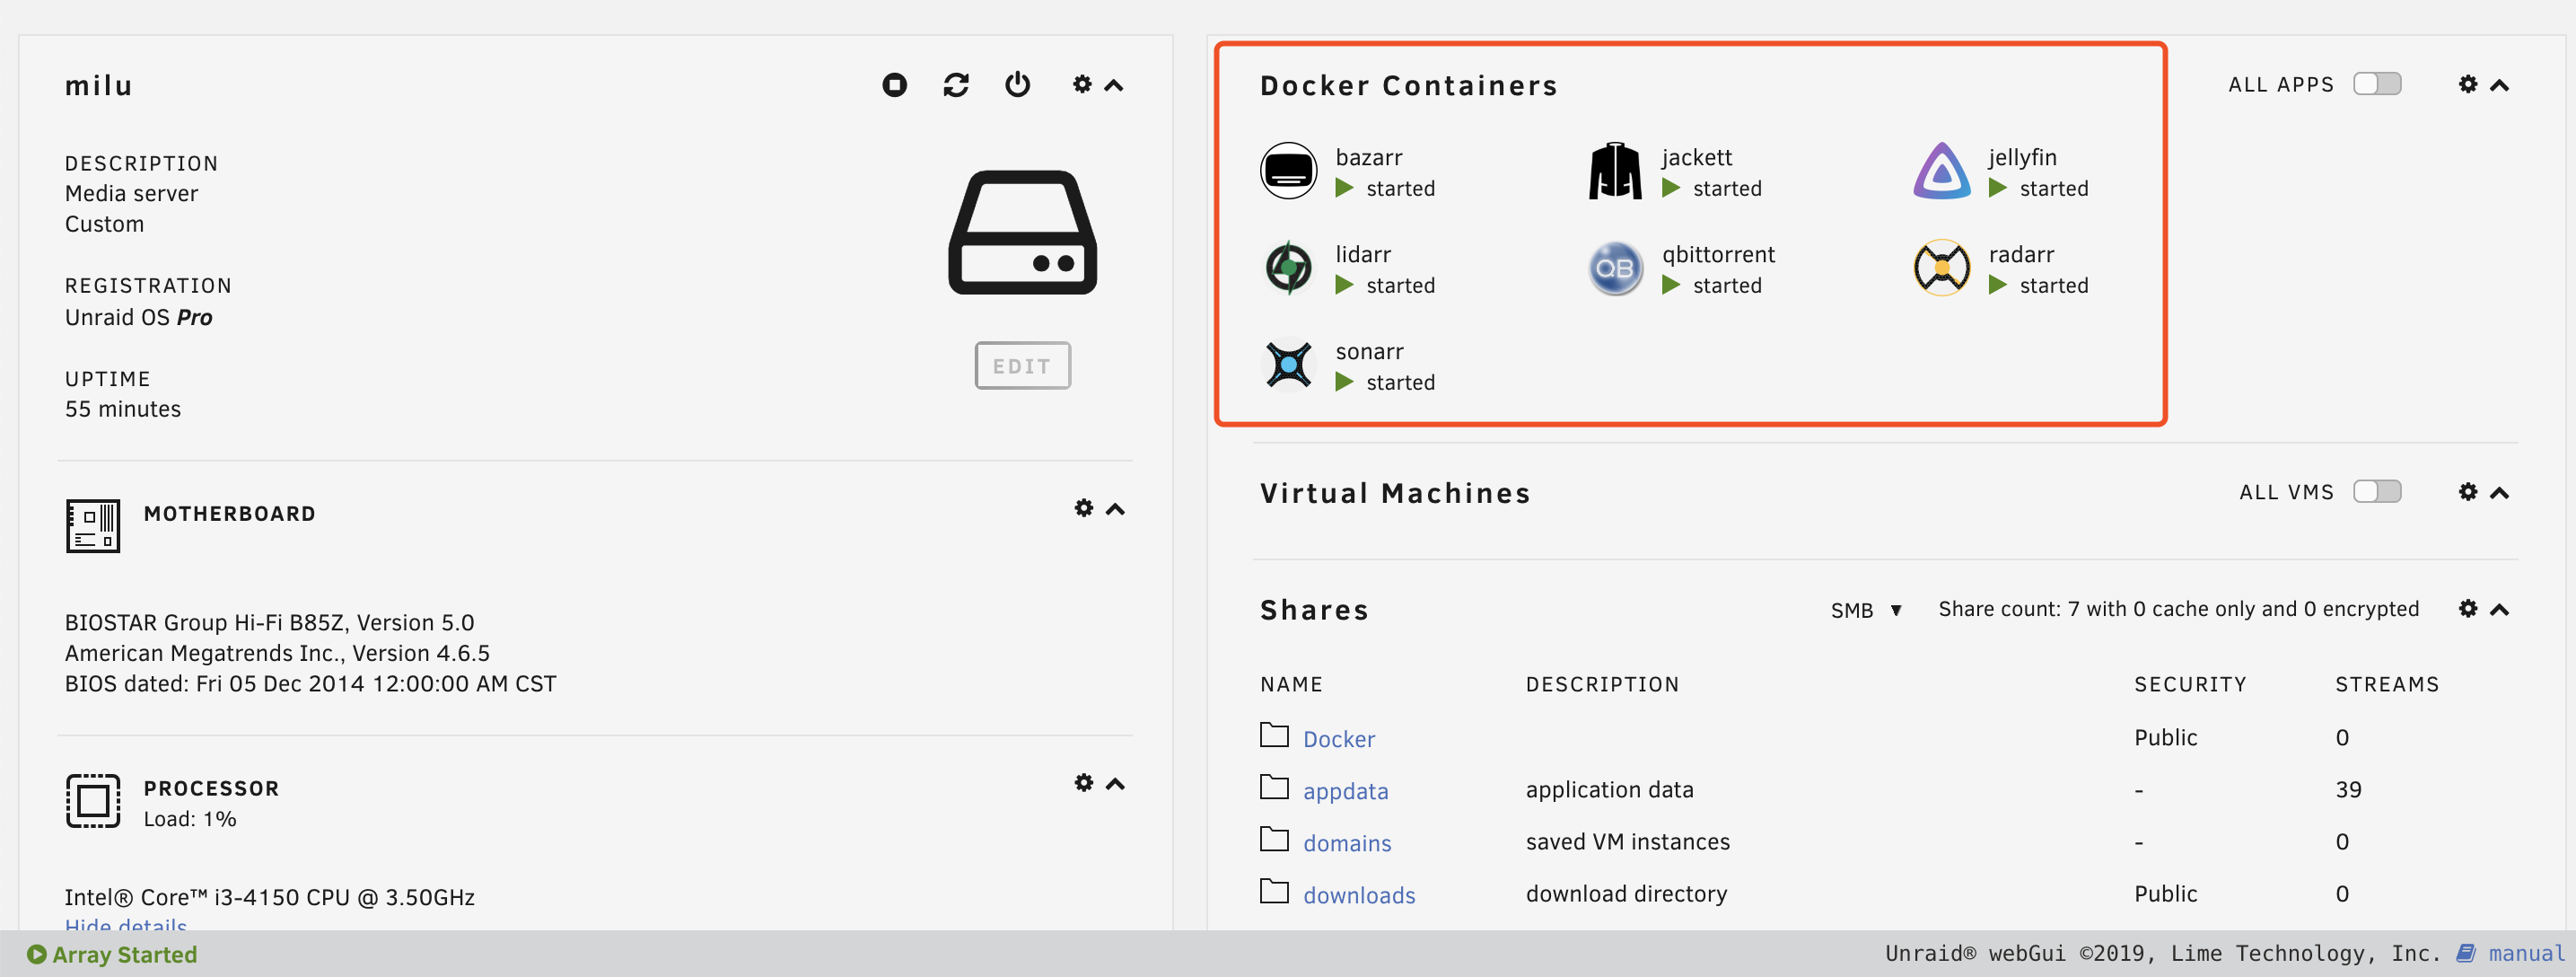 milu
DESCRIPTION
Media server
Custom
REGISTRATION
Unraid OS Pro
UPTIME
55 minutes
EDIT
MOTHERBOARD
BIOSTAR Group Hi-Fi B85Z, Version 5.0
American Megatrends Inc., Version 4.6.5
BIOS dated: Fri 05 Dec 2014 12:00:00 AM CST
PROCESSOR
Load: 1%
Intel® Core™ i3-4150 CPU @ 3.50GHz
Hide details
Docker Containers
ALL APPS
bazarr
started
jackett
started
jellyfin
started
lidarr
started
QB
qbittorrent
started
radarr
started
sonarr
started
Virtual Machines
ALL VMS
Shares
SMB ▼ Share count: 7 with 0 cache only and 0 encrypted
NAME DESCRIPTION SECURITY STREAMS
Docker Public 0
appdata application data - 39
domains saved VM instances - 0
downloads download directory Public 0
Array Started
Unraid® webGui ©2019, Lime Technology, Inc. manual